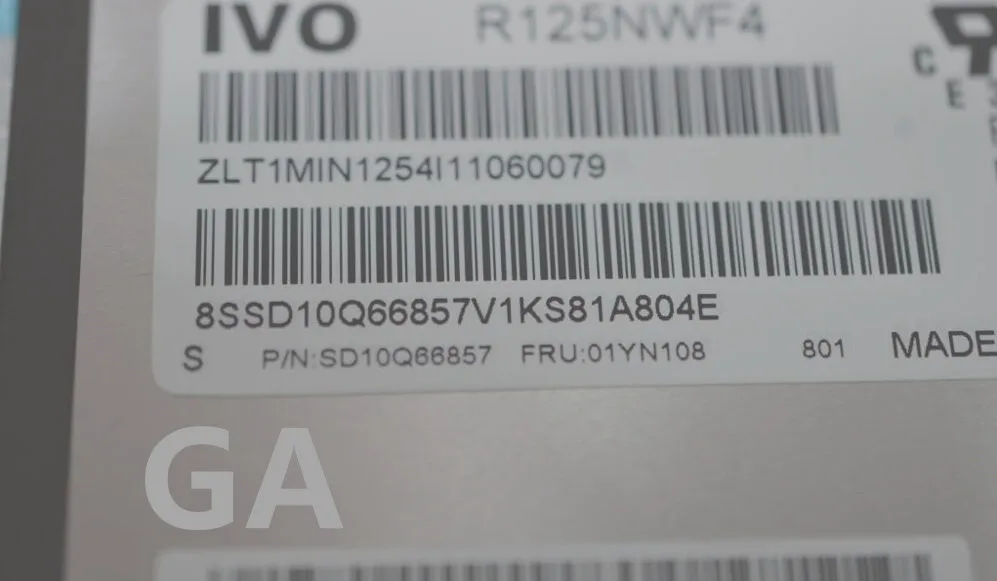 IVO R125NWF4
C
E
ZLT1MIN1254I11060079
8SSD10Q66857V1KS81A804E
S P/N:SD10Q66857 FRU:01YN108 801 MADE
GA